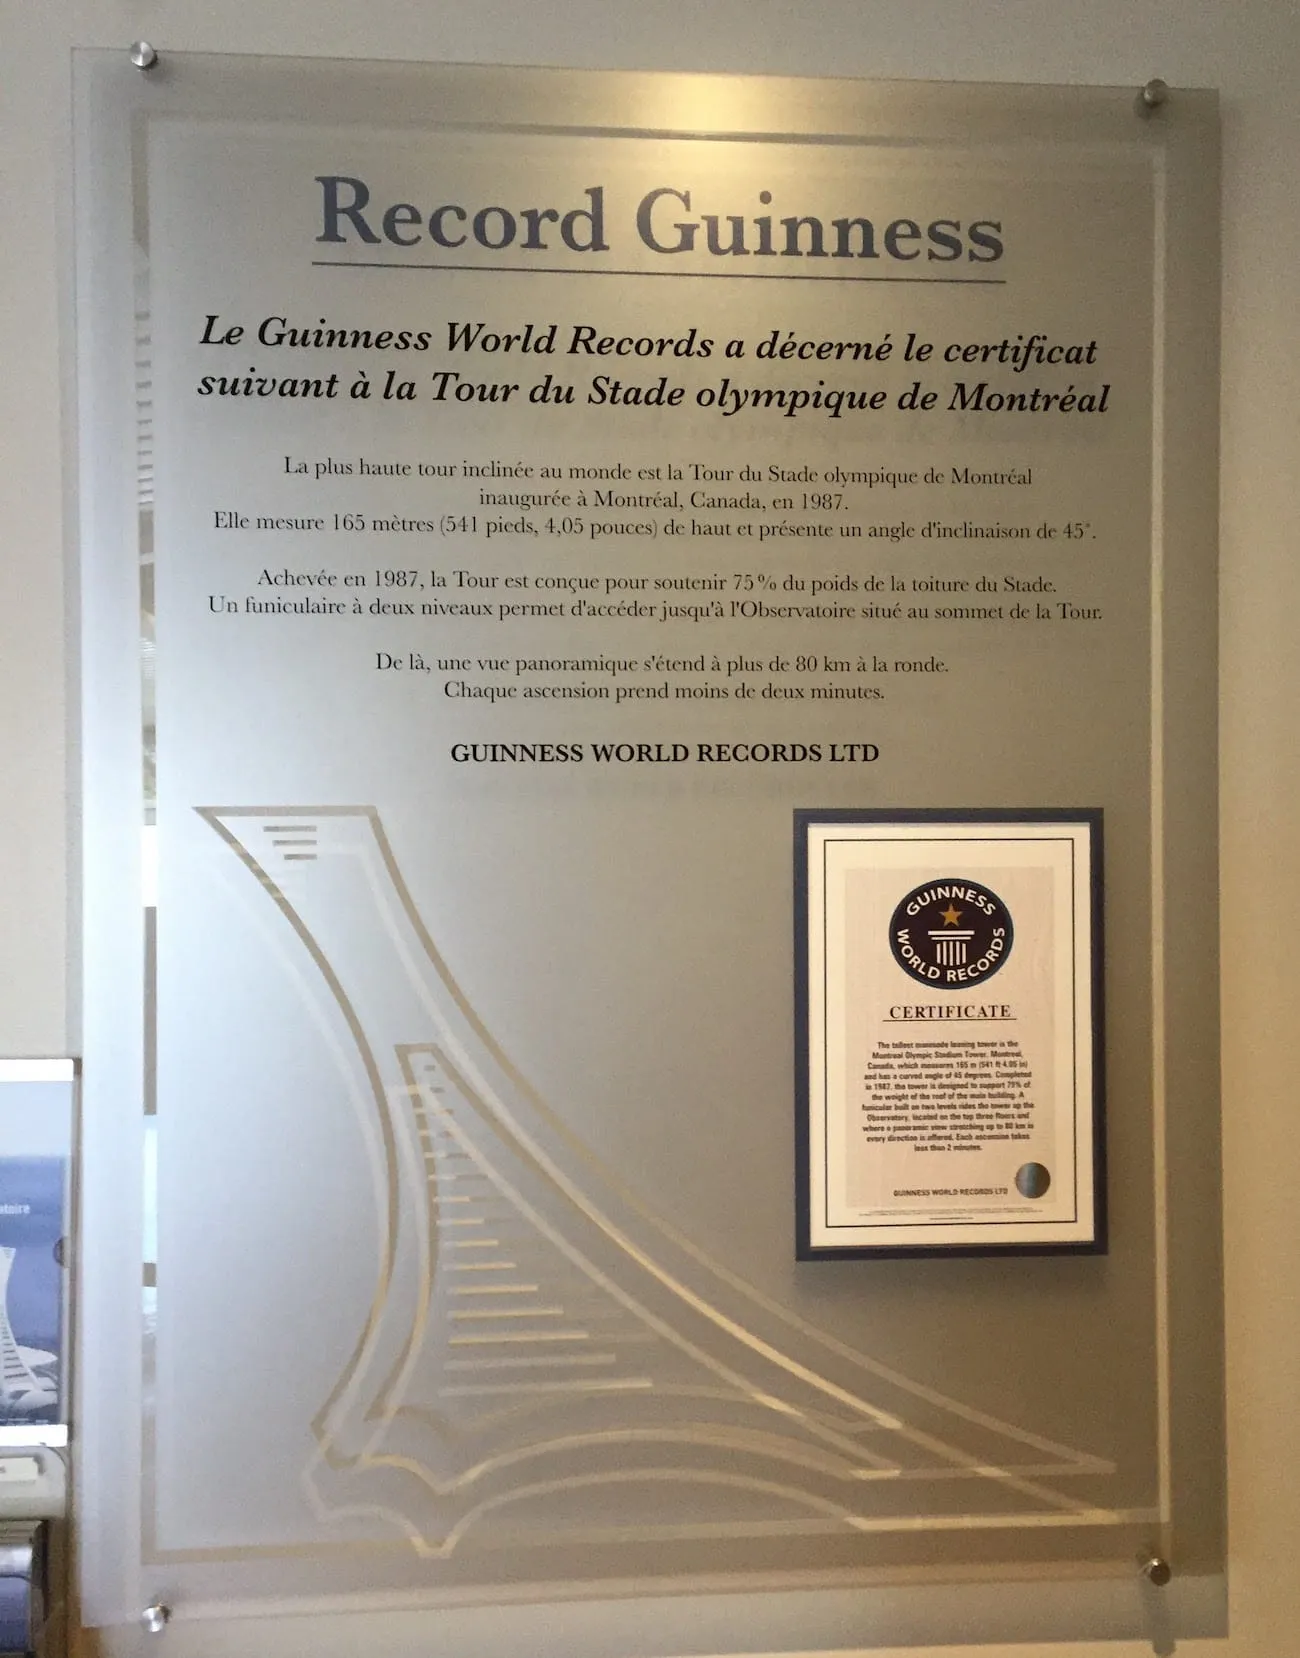 Record Guinness
Le Guinness World Records a décerné le certificat
suivant à la Tour du Stade olympique de Montréal
La plus haute tour inclinée au monde est la Tour du Stade olympique de Montréal
inaugurée à Montréal, Canada, en 1987.
Elle mesure 165 mètres (541 pieds, 4,05 pouces) de haut et présente un angle d'inclinaison de 45°.
Achevée en 1987, la Tour est conçue pour soutenir 75% du poids de la toiture du Stade.
Un funiculaire à deux niveaux permet d'accéder jusqu'à l'Observatoire situé au sommet de la Tour.
De là, une vue panoramique s'étend à plus de 80 km à la ronde.
Chaque ascension prend moins de deux minutes.
GUINNESS WORLD RECORDS LTD
GUINNESS
WORLD RECORDS
CERTIFICATE
The tallest manmade leaning tower is the
Montreal Olympic Stadium Tower, Montreal,
Canada, which measures 165 m (541 ft 4.05 in)
and has a curved angle of 45 degrees. Completed
in 1987, the tower is designed to support 75% of
the weight of the roof of the main building. A
funicular built on two levels rides the tower up the
Observatory, located on the top three floors and
where a panoramic view stretching up to 80 km in
every direction is offered. Each ascension takes
less than 2 minutes.
GUINNESS WORLD RECORDS LTD